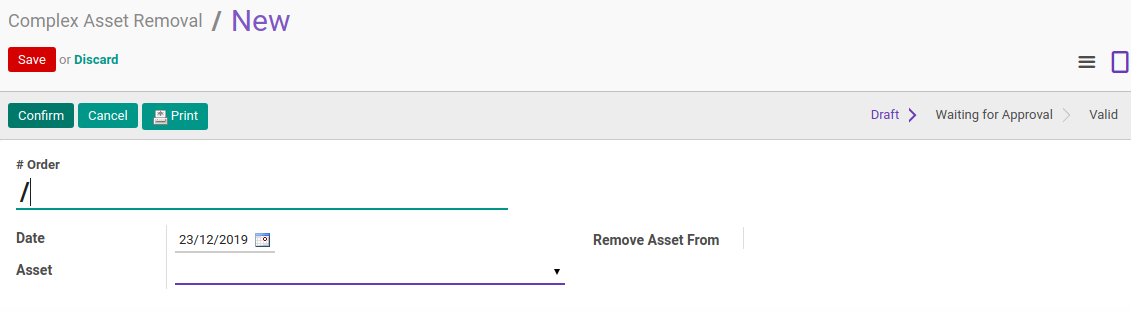 Complex Asset Removal / New
Save or Discard
Confirm Cancel Print Draft Waiting for Approval Valid
# Order
/
Date 23/12/2019 Remove Asset From
Asset